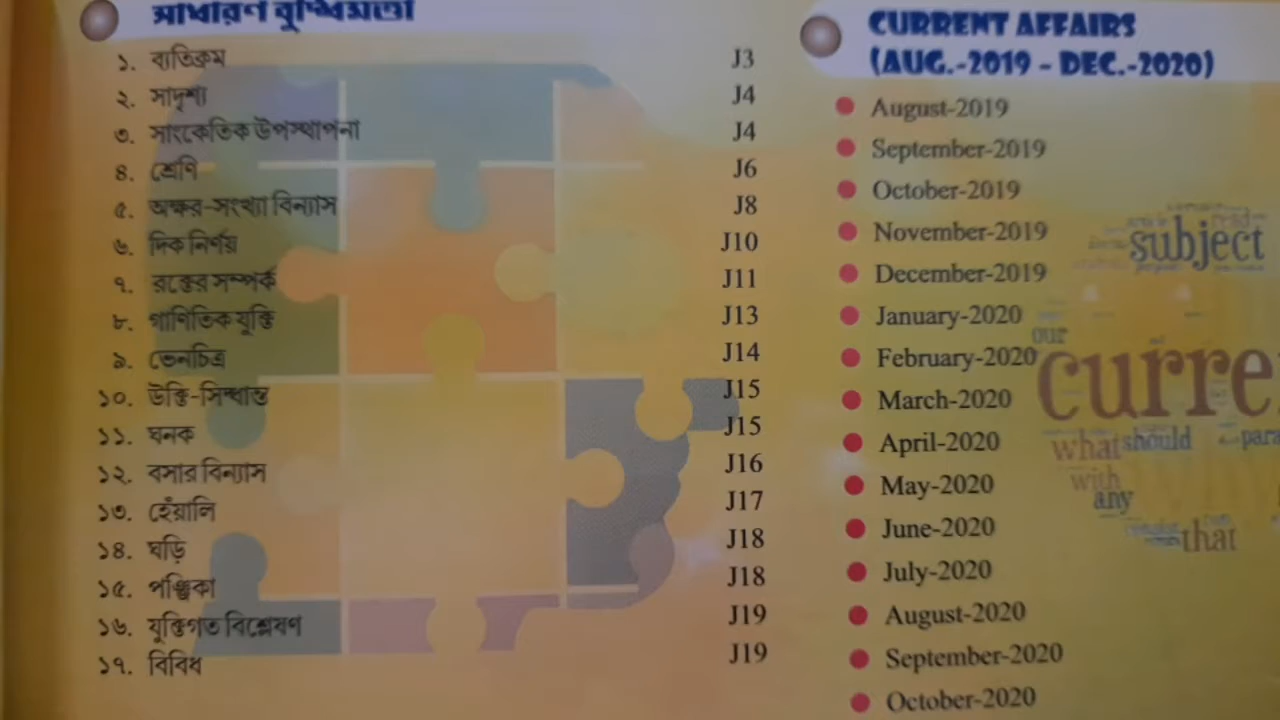 সাধারণ বুদ্ধিমত্তা
১. ব্যতিক্রম J3
২. সাদৃশ্য J4
৩. সাংকেতিক উপস্থাপনা J4
৪. শ্রেণি J6
৫. অক্ষর-সংখ্যা বিন্যাস J8
৬. দিক নির্ণয় J10
৭. রক্তের সম্পর্ক J11
৮. গাণিতিক যুক্তি J13
৯. ভেনচিত্র J14
১০. উক্তি-সিদ্ধান্ত J15
১১. ঘনক J15
১২. বসার বিন্যাস J16
১৩. হেঁয়ালি J17
১৪. ঘড়ি J18
১৫. পঞ্জিকা J18
১৬. যুক্তিগত বিশ্লেষণ J19
১৭. বিবিধ J19
CURRENT AFFAIRS
(AUG.-2019 - DEC.-2020)
August-2019
September-2019
October-2019
November-2019
December-2019
January-2020
February-2020
March-2020
April-2020
May-2020
June-2020
July-2020
August-2020
September-2020
October-2020
subject
our
curre
what should para
with
any
that